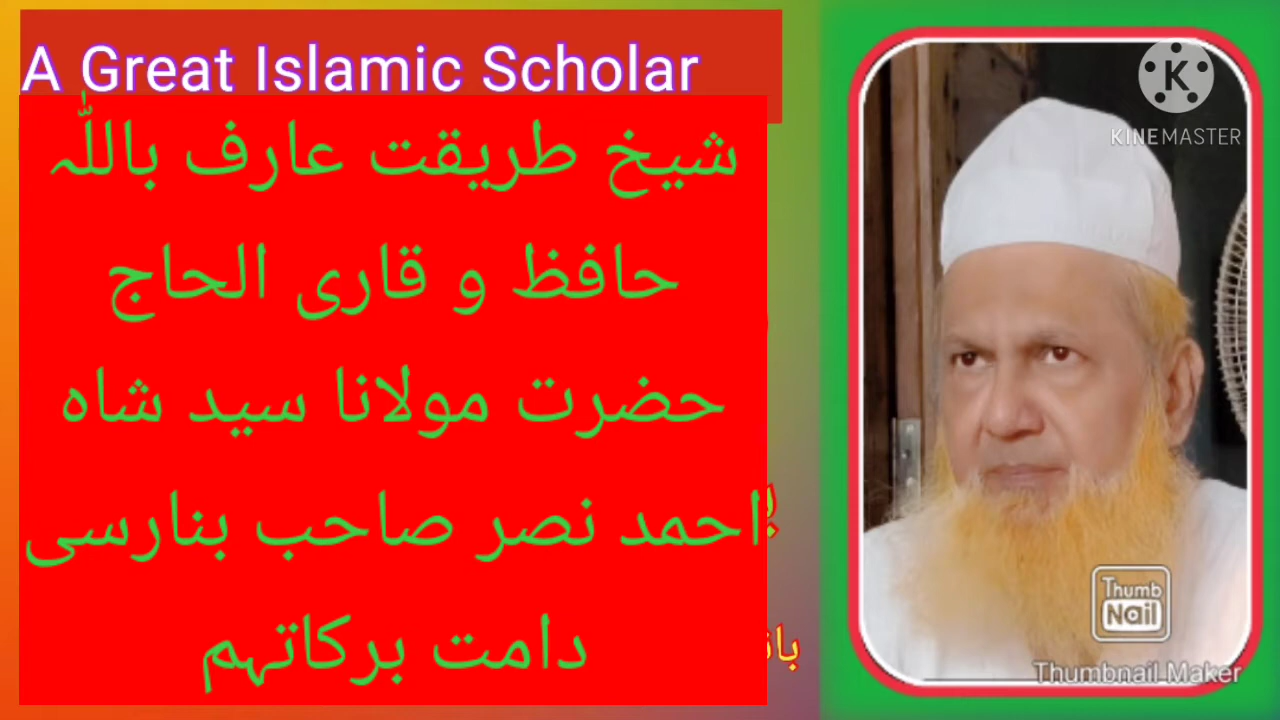 A Great Islamic Scholar
شیخ طریقت عارف باللّٰہ
حافظ و قاری الحاج
حضرت مولانا سید شاہ
احمد نصر صاحب بنارسی
دامت برکاتہم
K
KINEMASTER
Thumb
Nail
Thumbnail Maker